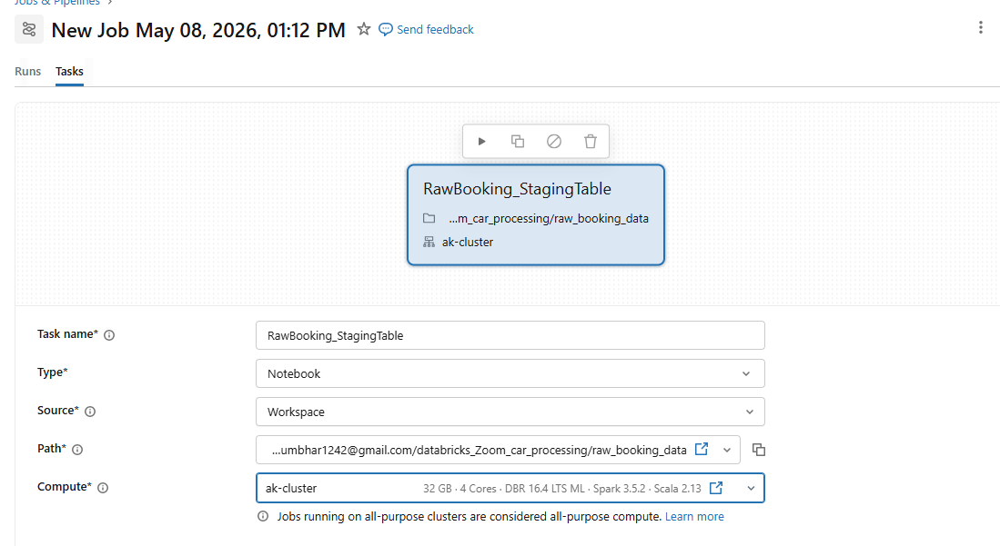 Jobs & Pipelines
New Job May 08, 2026, 01:12 PM Send feedback
Runs Tasks
RawBooking_StagingTable
...m_car_processing/raw_booking_data
ak-cluster
Task name* RawBooking_StagingTable
Type* Notebook
Source* Workspace
Path* ...umbhar1242@gmail.com/databricks_Zoom_car_processing/raw_booking_data
Compute* ak-cluster 32 GB · 4 Cores · DBR 16.4 LTS ML · Spark 3.5.2 · Scala 2.13
Jobs running on all-purpose clusters are considered all-purpose compute. Learn more